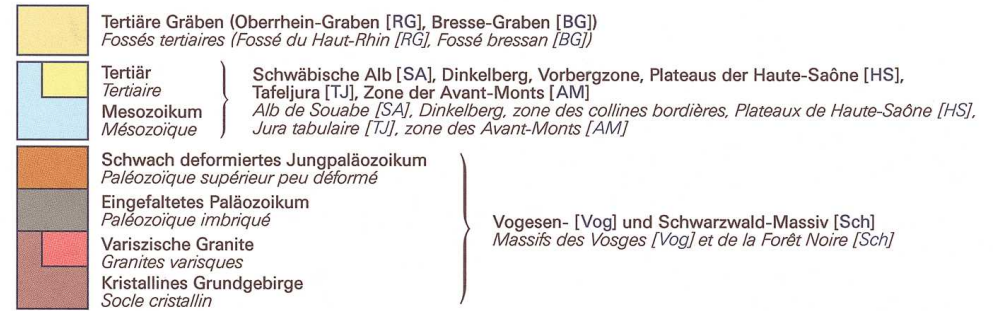 Tertiäre Gräben (Oberrhein-Graben [RG], Bresse-Graben [BG])
Fossés tertiaires (Fossé du Haut-Rhin [RG], Fossé bressan [BG])
Tertiär
Tertiaire
Mesozoikum
Mésozoïque
Schwäbische Alb [SA], Dinkelberg, Vorbergzone, Plateaus der Haute-Saône [HS],
Tafeljura [TJ], Zone der Avant-Monts [AM]
Alb de Souabe [SA], Dinkelberg, zone des collines bordières, Plateaux de Haute-Saône [HS],
Jura tabulaire [TJ], zone des Avant-Monts [AM]
Schwach deformiertes Jungpaläozoikum
Paléozoïque supérieur peu déformé
Eingefaltetes Paläozoikum
Paléozoïque imbriqué
Variszische Granite
Granites varisques
Kristallines Grundgebirge
Socle cristallin
Vogesen- [Vog] und Schwarzwald-Massiv [Sch]
Massifs des Vosges [Vog] et de la Forêt Noire [Sch]